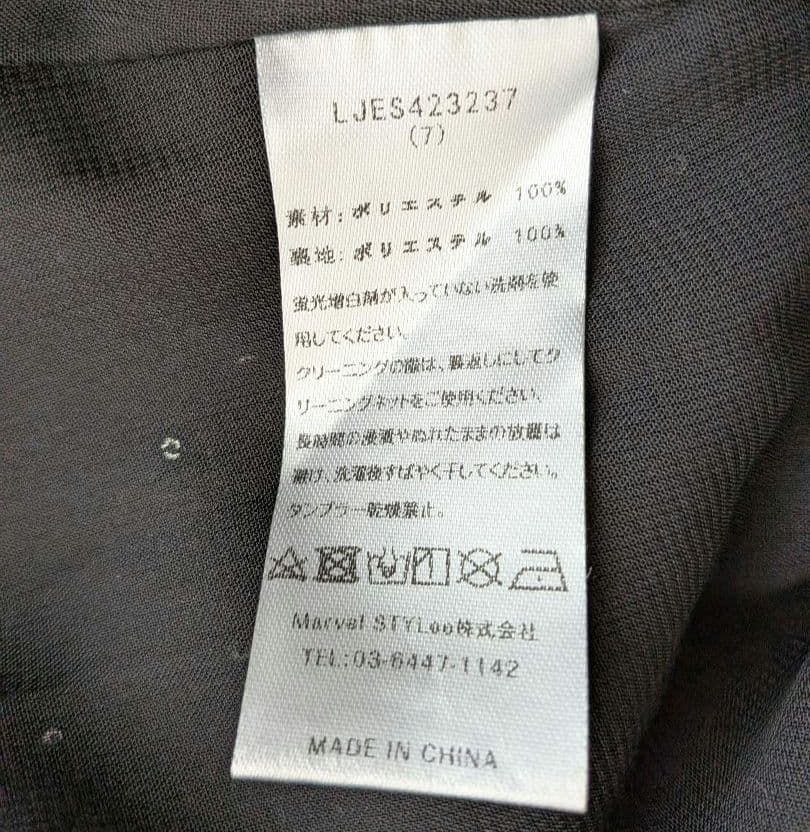 LJES423237
(7)
素材: ポリエステル 100%
裏地: ポリエステル 100%
蛍光増白剤が入っていない洗剤を使
用してください。
クリーニングの際は、裏返しにしてク
リーニングネットをご使用ください。
長時間の浸漬やぬれたままの放置は
避け、洗濯後すばやく干してください。
タンブラー乾燥禁止。
Marvel STYLee株式会社
TEL:03-6447-1142
MADE IN CHINA